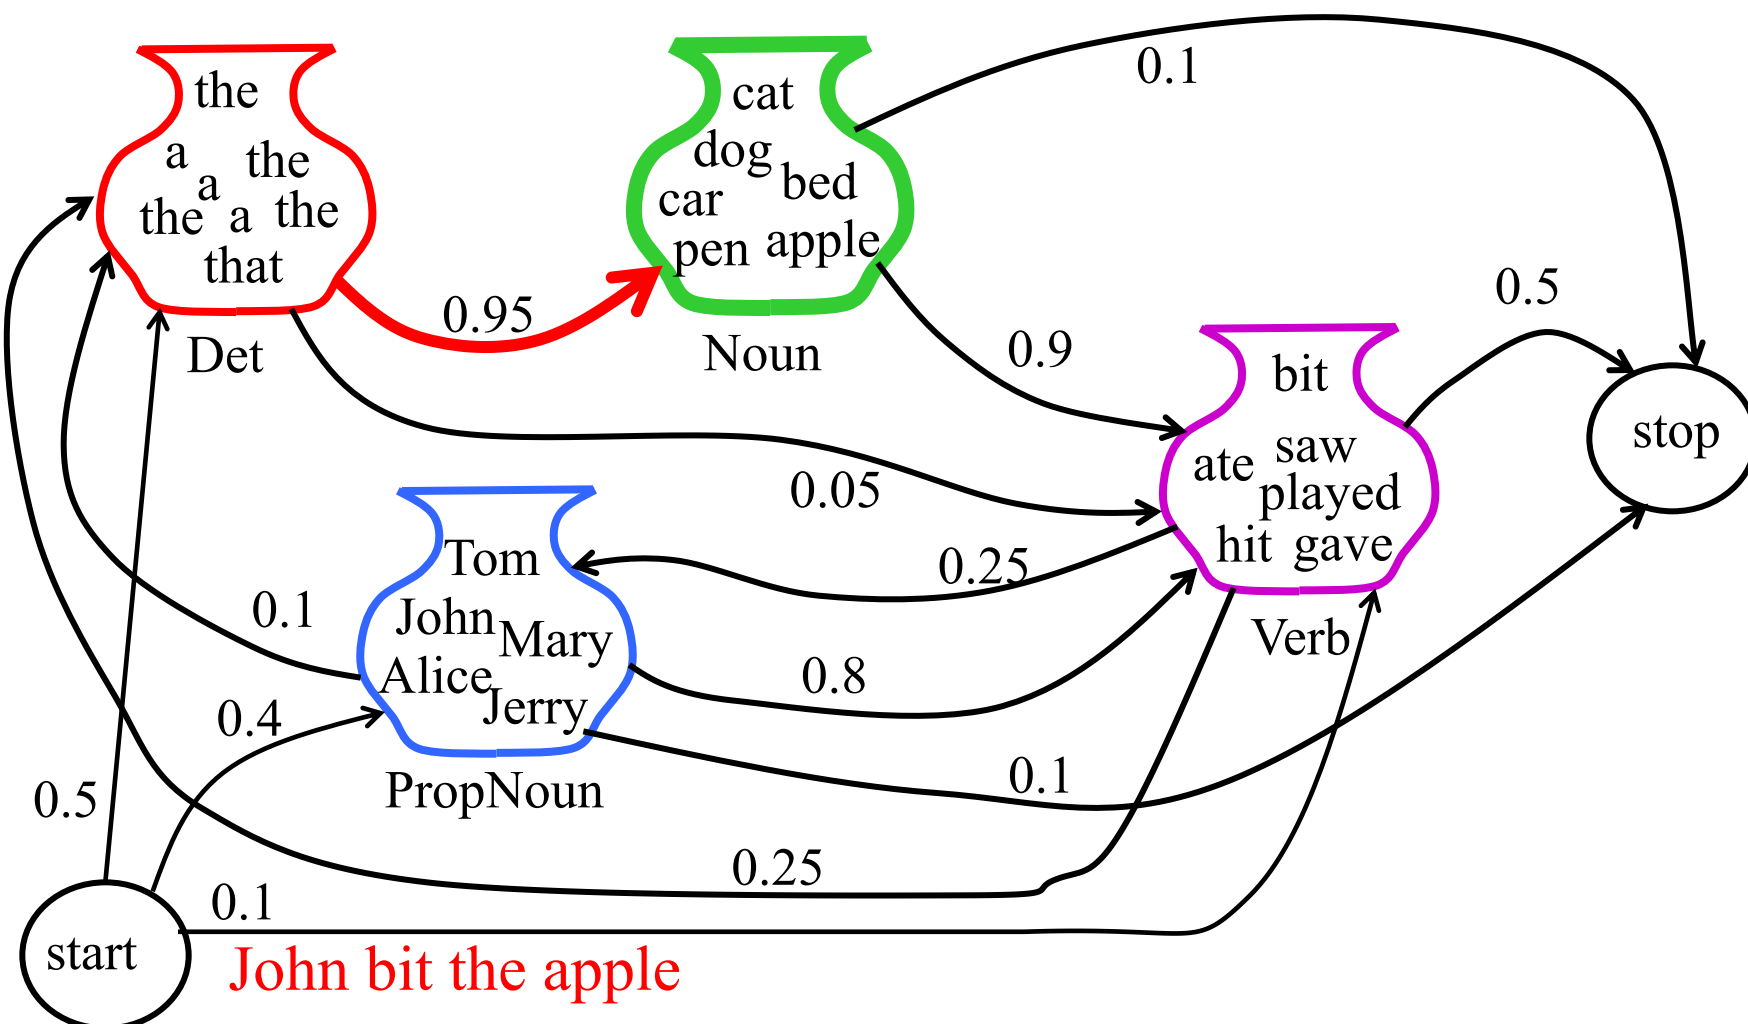 the
a
the
a
the
a
the
that
Det
0.95
cat
dog
bed
car
apple
pen
Noun
0.1
0.9
0.5
bit
saw
ate
played
hit
gave
Verb
stop
0.05
0.25
Tom
John
Mary
Alice
Jerry
PropNoun
0.1
0.8
0.4
0.1
0.5
0.25
0.1
start
John bit the apple